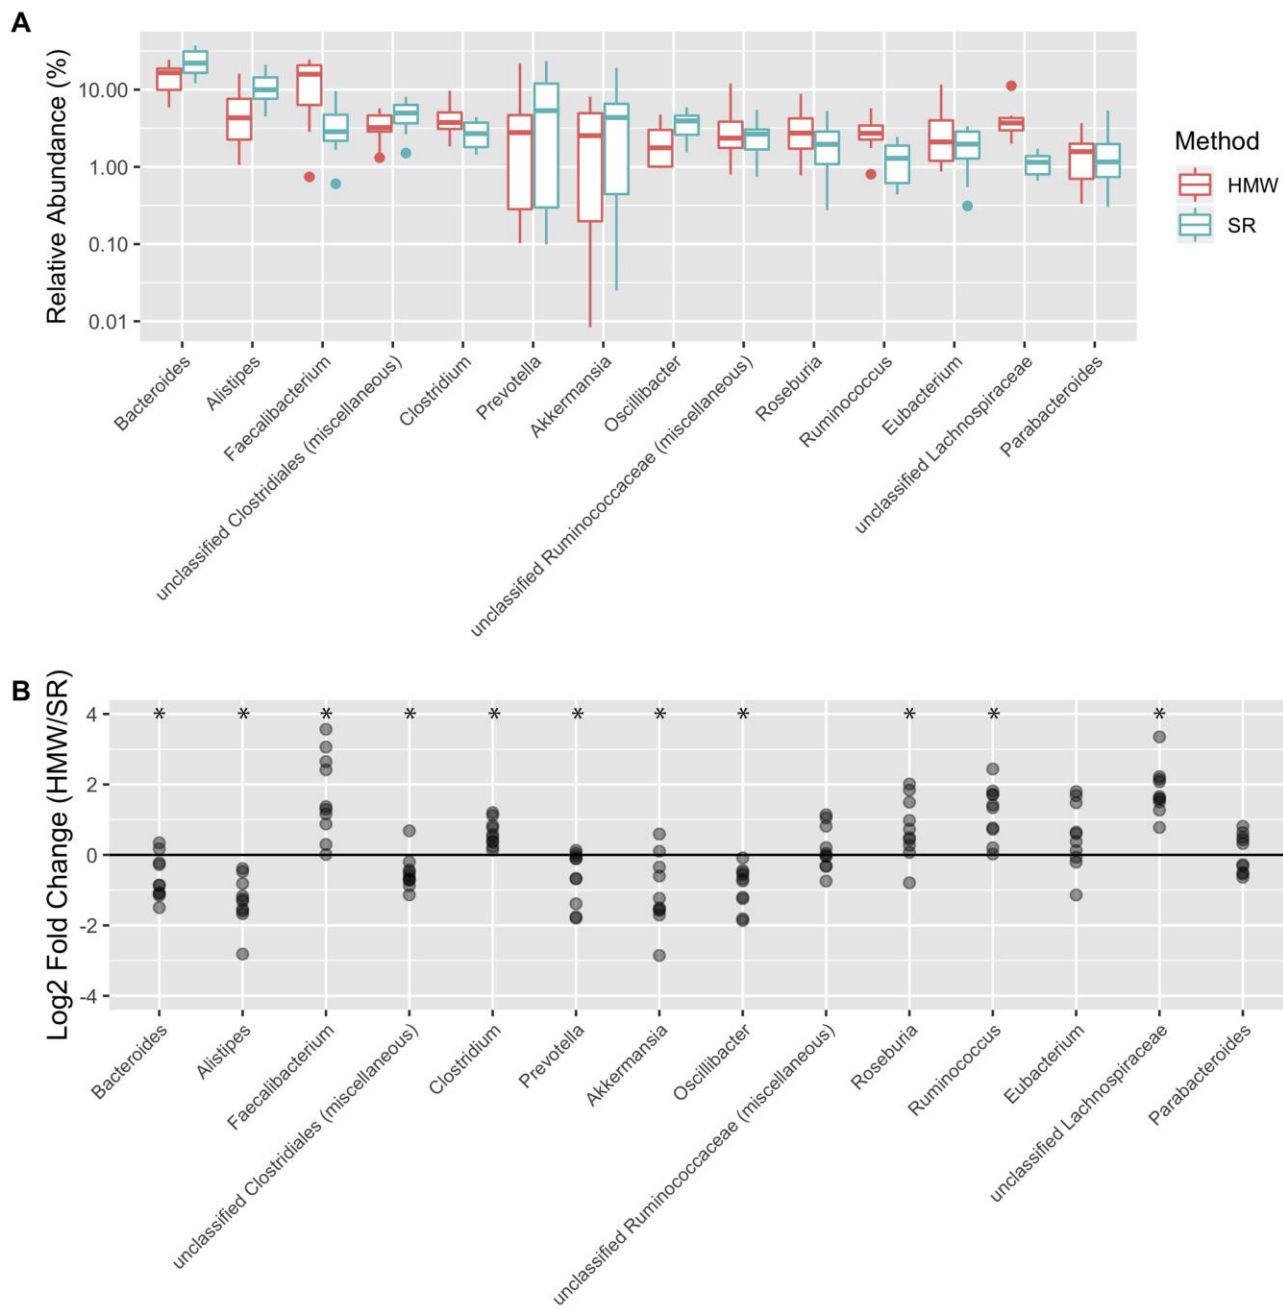 A
Relative Abundance (%)
10.00
1.00
0.10
0.01
Bacteroides
Alistipes
Faecalibacterium
unclassified Clostridiales (miscellaneous)
Clostridium
Prevotella
Akkermansia
Oscillibacter
unclassified Ruminococcaceae (miscellaneous)
Roseburia
Ruminococcus
Eubacterium
unclassified Lachnospiraceae
Parabacteroides
Method
HMW
SR
B
Log2 Fold Change (HMW/SR)
4
2
0
-2
-4
* * * * * * * * * * *
Bacteroides
Alistipes
Faecalibacterium
unclassified Clostridiales (miscellaneous)
Clostridium
Prevotella
Akkermansia
Oscillibacter
unclassified Ruminococcaceae (miscellaneous)
Roseburia
Ruminococcus
Eubacterium
unclassified Lachnospiraceae
Parabacteroides